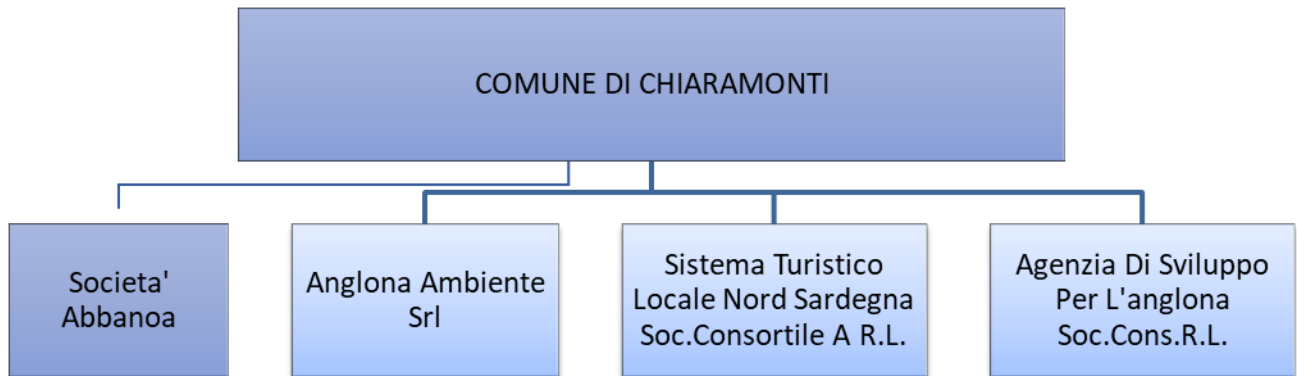 COMUNE DI CHIARAMONTI
Societa'
Abbanoa
Anglona Ambiente
Srl
Sistema Turistico
Locale Nord Sardegna
Soc.Consortile A R.L.
Agenzia Di Sviluppo
Per L'anglona
Soc.Cons.R.L.